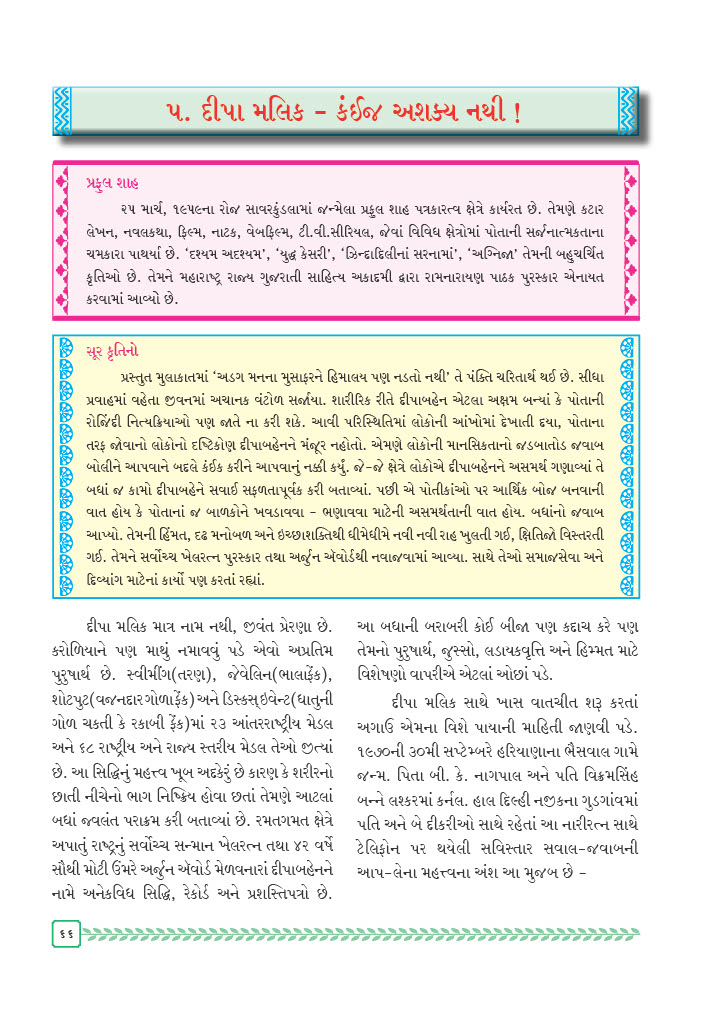 ૫. દીપા મલિક – કંઈજ અશક્ય નથી !
પ્રફુલ શાહ
૨૫ માર્ચ, ૧૯૫૯ના રોજ સાવરકુંડલામાં જન્મેલા પ્રફુલ શાહ પત્રકારત્વ ક્ષેત્રે કાર્યરત છે. તેમણે કટાર
લેખન, નવલકથા, ફિલ્મ, નાટક, વેબફિલ્મ, ટી.વી.સીરિયલ, જેવાં વિવિધ ક્ષેત્રોમાં પોતાની સર્જનાત્મકતાના
ચમકારા પાથર્યા છે. ‘દશ્યમ અદશ્યમ’, ‘યુદ્ધ કેસરી’, ‘ઝિન્દાદિલીનાં સરનામાં’, ‘અગ્નિજા’ તેમની બહુચર્ચિત
કૃતિઓ છે. તેમને મહારાષ્ટ્ર રાજ્ય ગુજરાતી સાહિત્ય અકાદમી દ્વારા રામનારાયણ પાઠક પુરસ્કાર એનાયત
કરવામાં આવ્યો છે.
સૂર કૃતિનો
પ્રસ્તુત મુલાકાતમાં ‘અડગ મનના મુસાફરને હિમાલય પણ નડતો નથી’ તે પંક્તિ ચરિતાર્થ થઈ છે. સીધા
પ્રવાહમાં વહેતા જીવનમાં અચાનક વંટોળ સર્જાયા. શારીરિક રીતે દીપાબહેન એટલા અક્ષમ બન્યાં કે પોતાની
રોજિંદી નિત્યક્રિયાઓ પણ જાતે ના કરી શકે. આવી પરિસ્થિતિમાં લોકોની આંખોમાં દેખાતી દયા, પોતાના
તરફ જોવાનો લોકોનો દષ્ટિકોણ દીપાબહેનને મંજૂર નહોતો. એમણે લોકોની માનસિકતાનો જડબાતોડ જવાબ
બોલીને આપવાને બદલે કંઈક કરીને આપવાનું નક્કી કર્યું. જે-જે ક્ષેત્રે લોકોએ દીપાબહેનને અસમર્થ ગણાવ્યાં તે
બધાં જ કામો દીપાબહેને સવાઈ સફળતાપૂર્વક કરી બતાવ્યાં. પછી એ પોતીકાંઓ પર આર્થિક બોજ બનવાની
વાત હોય કે પોતાનાં જ બાળકોને ખવડાવવા – ભણાવવા માટેની અસમર્થતાની વાત હોય. બધાંનો જવાબ
આપ્યો. તેમની હિંમત, દઢ મનોબળ અને ઇચ્છાશક્તિથી ધીમેધીમે નવી નવી રાહ ખુલતી ગઈ, ક્ષિતિજો વિસ્તરતી
ગઈ. તેમને સર્વોચ્ચ ખેલરત્ન પુરસ્કાર તથા અર્જુન ઍવોર્ડથી નવાજવામાં આવ્યા. સાથે તેઓ સમાજસેવા અને
દિવ્યાંગ માટેનાં કાર્યો પણ કરતાં રહ્યાં.
દીપા મલિક માત્ર નામ નથી, જીવંત પ્રેરણા છે.
કરોળિયાને પણ માથું નમાવવું પડે એવો અપ્રતિમ
પુરુષાર્થ છે. સ્વીમીંગ(તરણ), જેવેલિન(ભાલાફેંક),
શોટપુટ(વજનદાર ગોળાફેંક) અને ડિસ્કસ્ ઇવેન્ટ(ધાતુની
ગોળ ચકતી કે રકાબી ફેંક)માં ૨૩ આંતરરાષ્ટ્રીય મેડલ
અને ૬૮ રાષ્ટ્રીય અને રાજ્ય સ્તરીય મેડલ તેઓ જીત્યાં
છે. આ સિદ્ધિનું મહત્ત્વ ખૂબ અદકેરું છે કારણ કે શરીરનો
છાતી નીચેનો ભાગ નિષ્ક્રિય હોવા છતાં તેમણે આટલાં
બધાં જ્વલંત પરાક્રમ કરી બતાવ્યાં છે. રમતગમત ક્ષેત્રે
અપાતું રાષ્ટ્રનું સર્વોચ્ચ સન્માન ખેલરત્ન તથા ૪૨ વર્ષે
સૌથી મોટી ઉંમરે અર્જુન ઍવોર્ડ મેળવનારાં દીપાબહેનને
નામે અનેકવિધ સિદ્ધિ, રેકોર્ડ અને પ્રશસ્તિપત્રો છે.
આ બધાની બરાબરી કોઈ બીજા પણ કદાચ કરે પણ
તેમનો પુરુષાર્થ, જુસ્સો, લડાયકવૃત્તિ અને હિમ્મત માટે
વિશેષણો વાપરીએ એટલાં ઓછાં પડે.
દીપા મલિક સાથે ખાસ વાતચીત શરૂ કરતાં
અગાઉ એમના વિશે પાયાની માહિતી જાણવી પડે.
૧૯૭૦ની ૩૦મી સપ્ટેમ્બરે હરિયાણાના ભૈસવાલ ગામે
જન્મ. પિતા બી. કે. નાગપાલ અને પતિ વિક્રમસિંહ
બન્ને લશ્કરમાં કર્નલ. હાલ દિલ્હી નજીકના ગુડગાંવમાં
પતિ અને બે દીકરીઓ સાથે રહેતાં આ નારીરત્ન સાથે
ટેલિફોન પર થયેલી સવિસ્તાર સવાલ-જવાબની
આપ-લેના મહત્ત્વના અંશ આ મુજબ છે –
૬૬